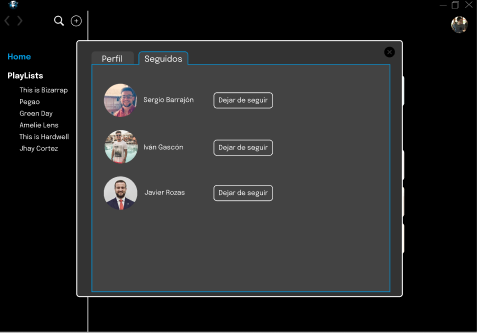 Home
PlayLists
This is Bizarrap
Pegao
Green Day
Amelie Lens
This is Hardwell
Jhay Cortez
Perfil
Seguidos
Sergio Barrajón
Dejar de seguir
Iván Gascón
Dejar de seguir
Javier Rozas
Dejar de seguir